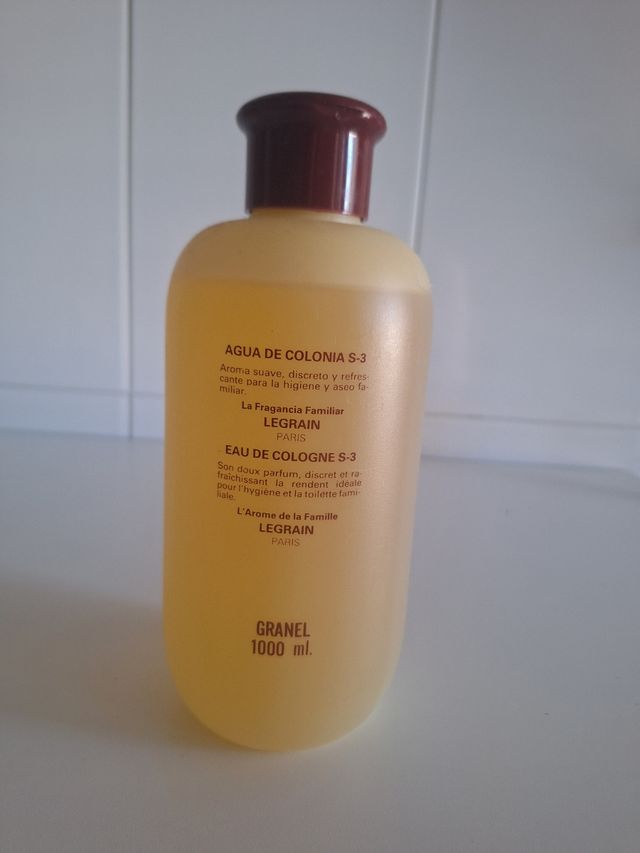 AGUA DE COLONIA S-3
Aroma suave, discreto y refres-
cante para la higiene y aseo fa-
miliar.
La Fragancia Familiar
LEGRAIN
PARIS
EAU DE COLOGNE S-3
Son doux parfum, discret et ra-
fraîchissant la rendent idéale
pour l'hygiène et la toilette fami-
liale.
L'Arome de la Famille
LEGRAIN
PARIS
GRANEL
1000 ml.